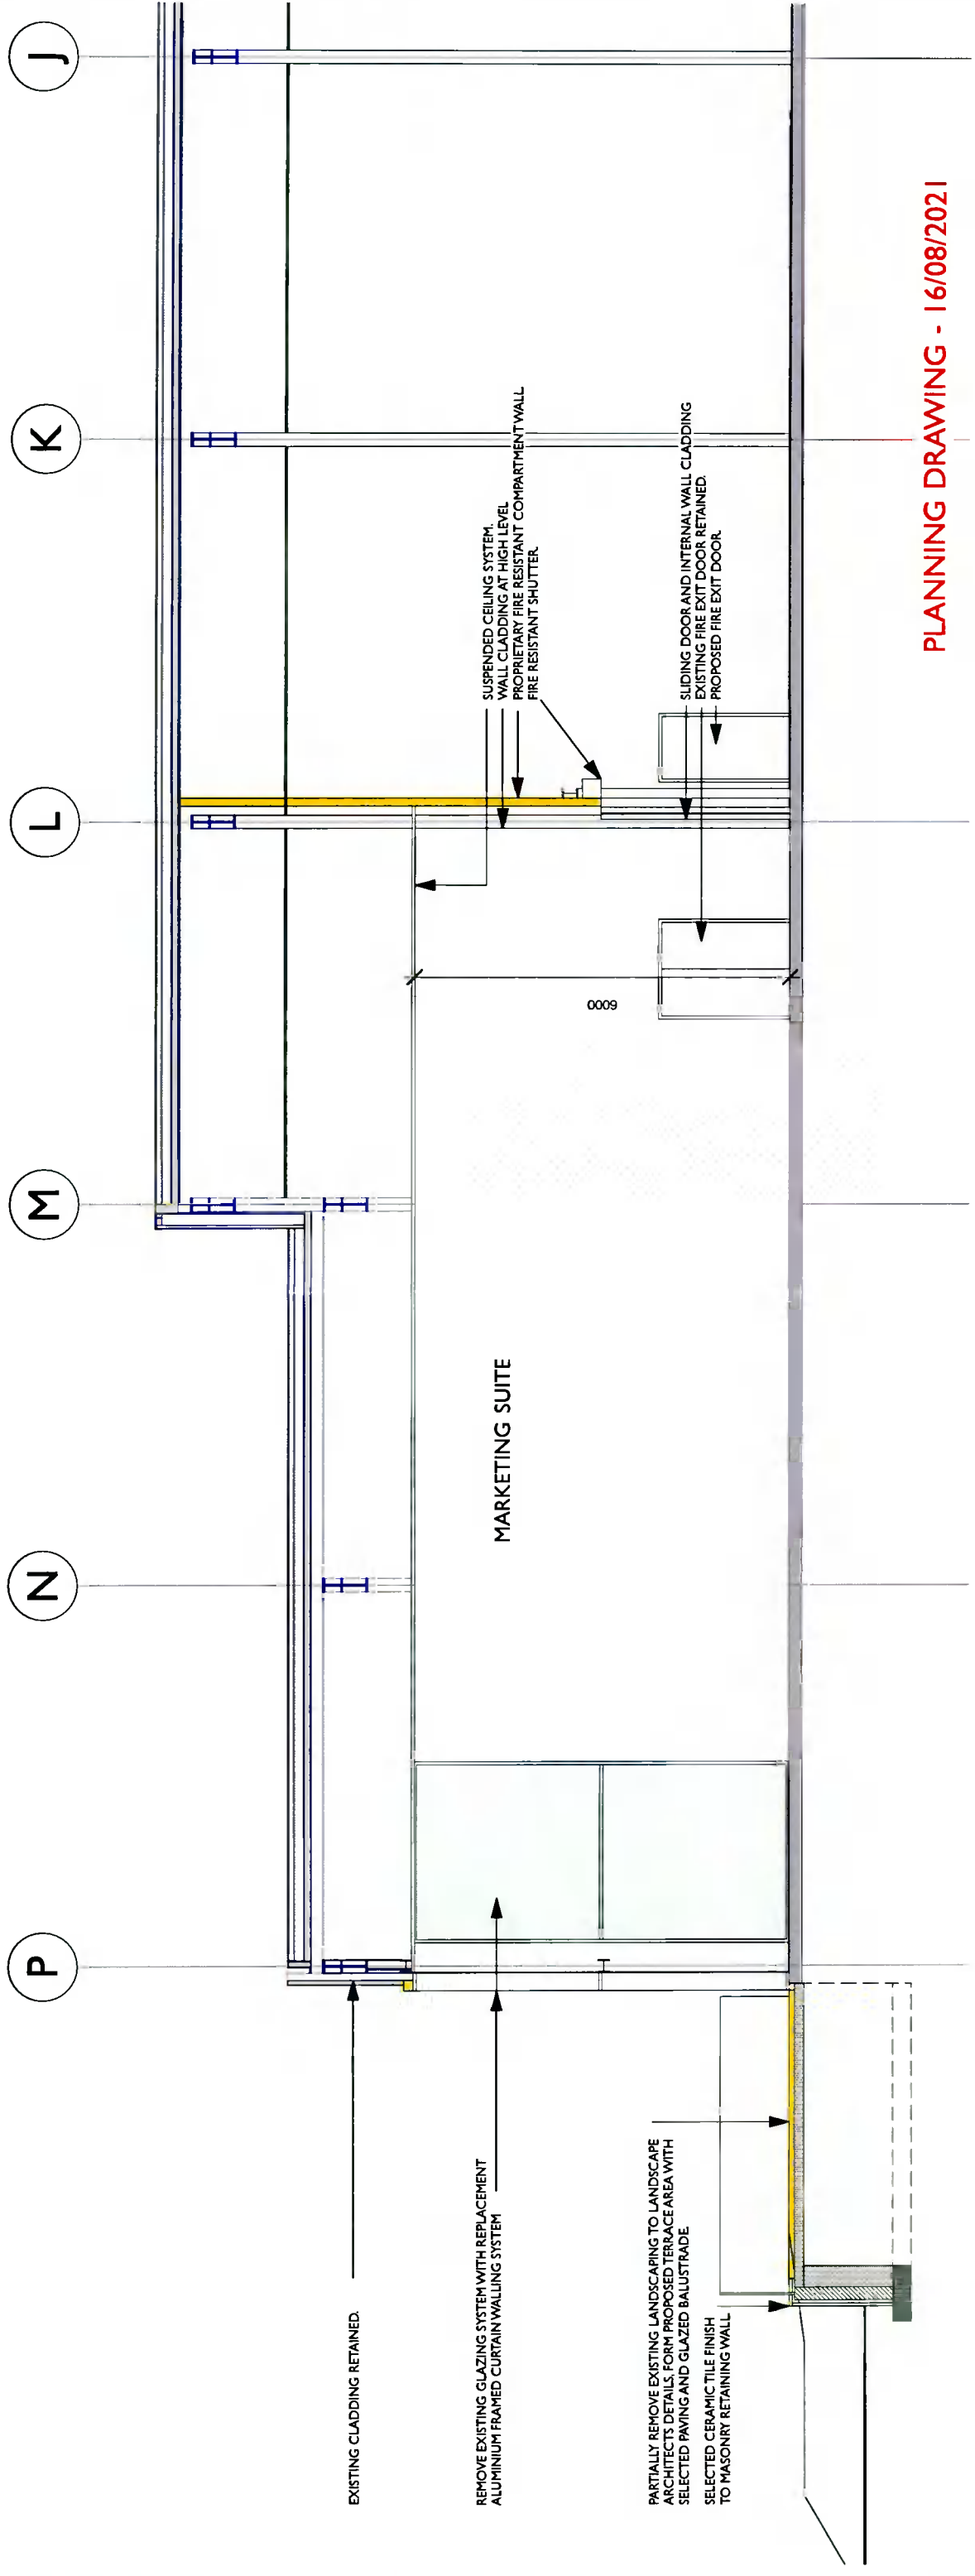 P
N
M
L
K
J
EXISTING CLADDING RETAINED.
REMOVE EXISTING GLAZING SYSTEM WITH REPLACEMENT
ALUMINIUM FRAMED CURTAIN WALLING SYSTEM
MARKETING SUITE
SUSPENDED CEILING SYSTEM.
WALL CLADDING AT HIGH LEVEL
PROPRIETARY FIRE RESISTANT COMPARTMENT WALL
FIRE RESISTANT SHUTTER.
6000
PARTIALLY REMOVE EXISTING LANDSCAPING TO LANDSCAPE
ARCHITECTS DETAILS, FORM PROPOSED TERRACE AREA WITH
SELECTED PAVING AND GLAZED BALUSTRADE.
SELECTED CERAMIC TILE FINISH
TO MASONRY RETAINING WALL
SLIDING DOOR AND INTERNAL WALL CLADDING
EXISTING FIRE EXIT DOOR RETAINED.
PROPOSED FIRE EXIT DOOR.
PLANNING DRAWING - 16/08/2021